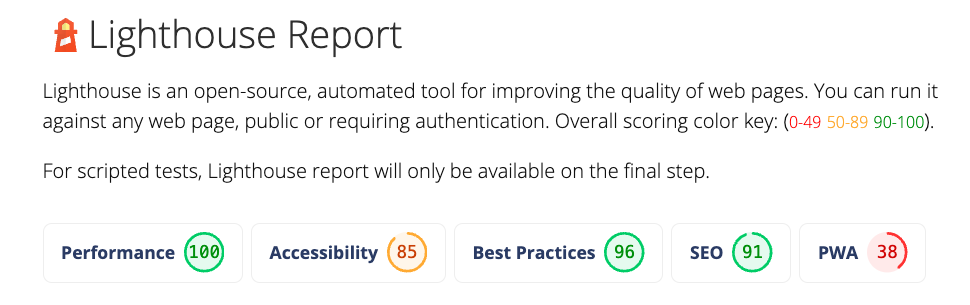 Lighthouse Report
Lighthouse is an open-source, automated tool for improving the quality of web pages. You can run it
against any web page, public or requiring authentication. Overall scoring color key: (0-49 50-89 90-100).
For scripted tests, Lighthouse report will only be available on the final step.
Performance 100 Accessibility 85 Best Practices 96 SEO 91 PWA 38